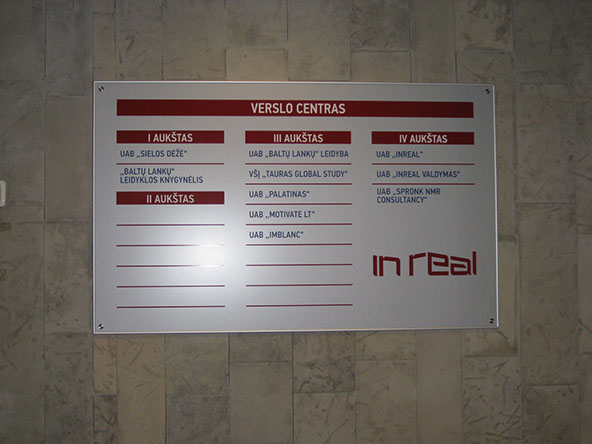 VERSLO CENTRAS
I AUKŠTAS
UAB „SIELOS DĖŽĖ"
„BALTŲ LANKŲ"
LEIDYKLOS KNYGYNĖLIS
II AUKŠTAS
III AUKŠTAS
UAB „BALTŲ LANKŲ" LEIDYBA
VŠĮ „TAURAS GLOBAL STUDY"
UAB „PALATINAS"
UAB „MOTIVATE LT"
UAB „IMBLANC"
IV AUKŠTAS
UAB „INREAL"
UAB „INREAL VALDYMAS"
UAB „SPRONK NMR
CONSULTANCY"
in real